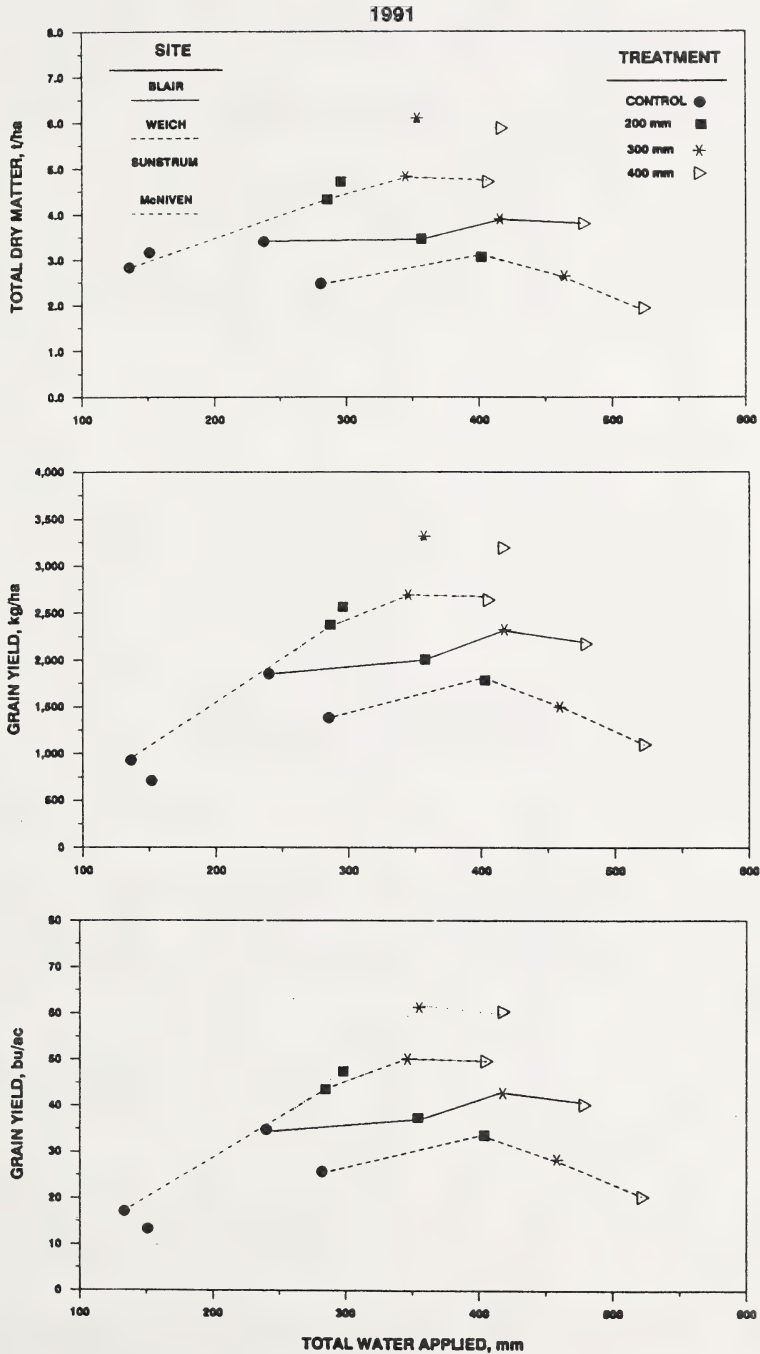 1991
8.0
7.0
6.0
5.0
4.0
3.0
2.0
1.0
0.0
TOTAL DRY MATTER, t/ha
SITE
BLAIR
WEICH
SUNSTRUM
McNIVEN
TREATMENT
CONTROL
200 mm
300 mm
400 mm
100 200 300 400 500 600
4,000
3,500
3,000
2,500
2,000
1,500
1,000
500
0
GRAIN YIELD, kg/ha
100 200 300 400 500 600
80
70
60
50
40
30
20
10
0
GRAIN YIELD, bu/ac
100 200 300 400 500 600
TOTAL WATER APPLIED, mm